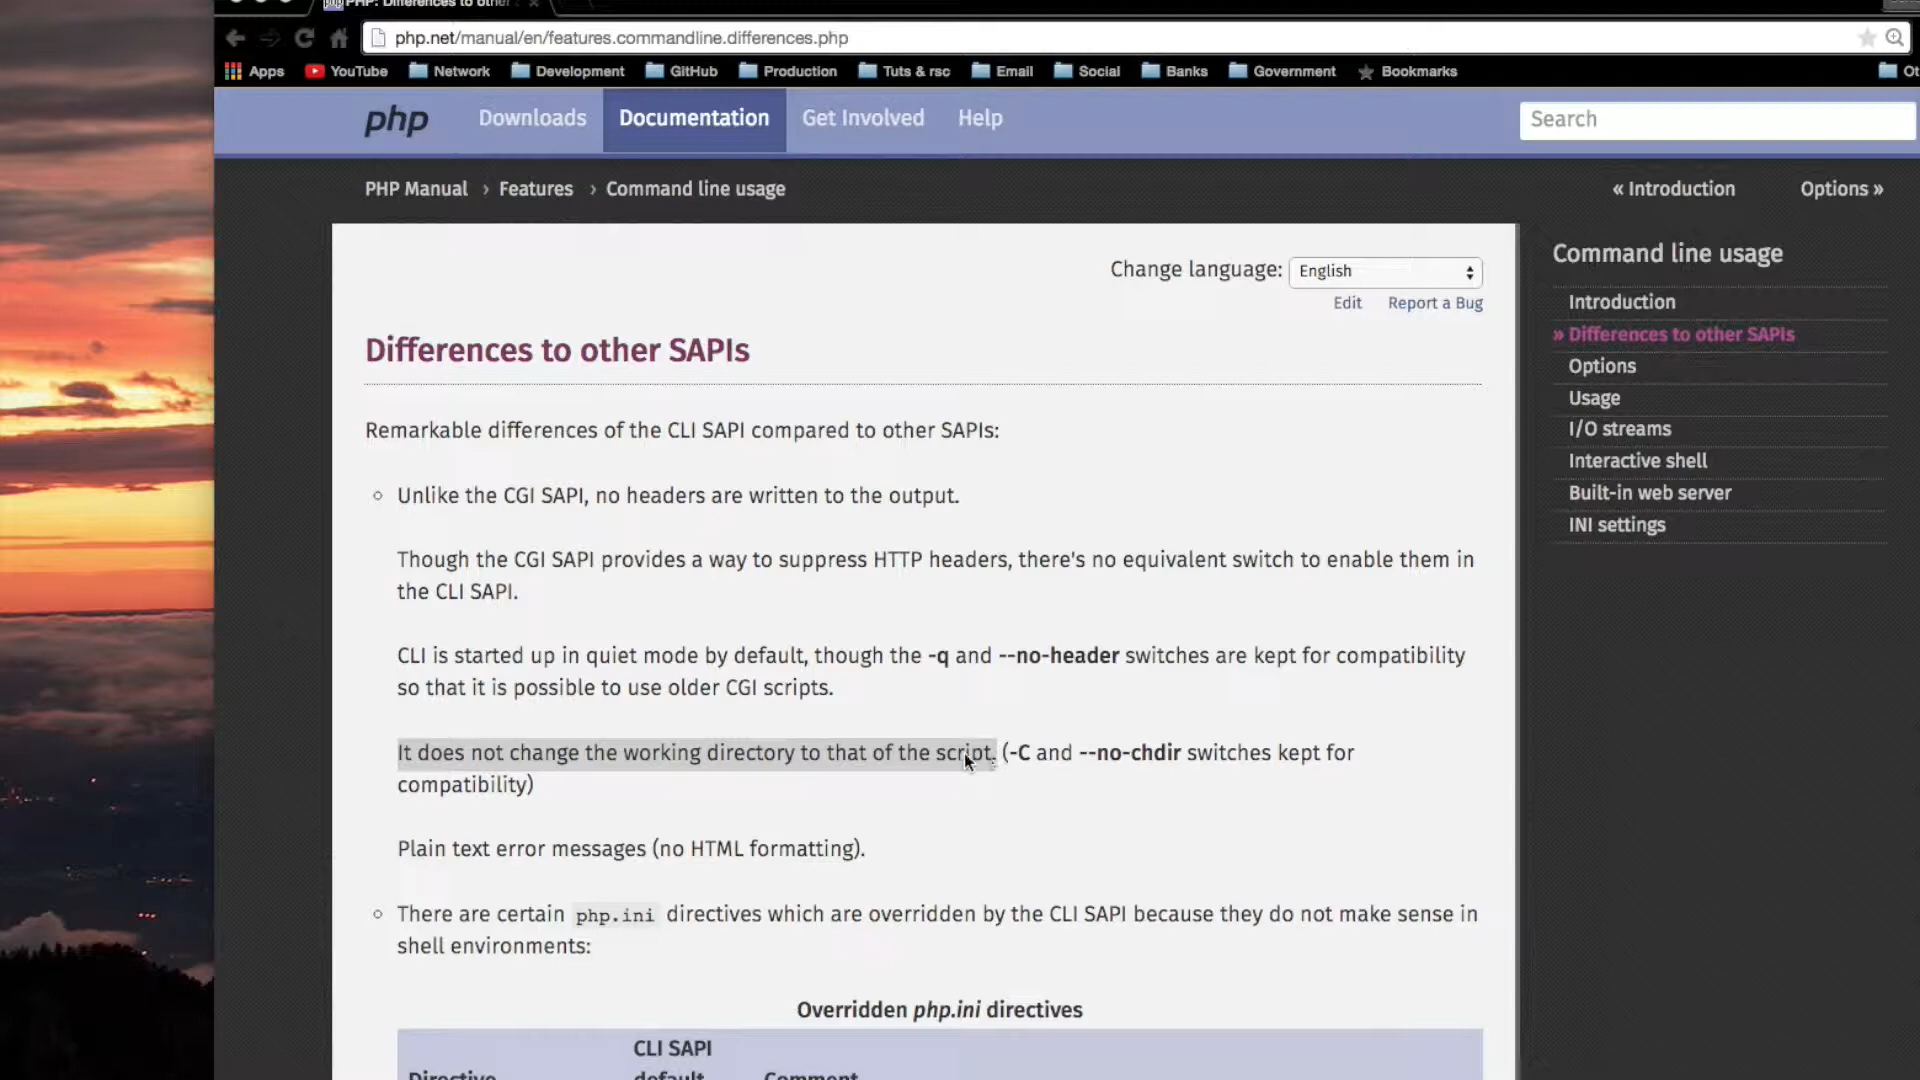 PHP: Differences to other
php.net/manual/en/features.commandline.differences.php
Apps YouTube Network Development GitHub Production Tuts & rsc Email Social Banks Government Bookmarks Ot
php Downloads Documentation Get Involved Help Search
PHP Manual › Features › Command line usage « Introduction Options »
Change language: English
Edit Report a Bug
Differences to other SAPIs
Remarkable differences of the CLI SAPI compared to other SAPIs:
Unlike the CGI SAPI, no headers are written to the output.
Though the CGI SAPI provides a way to suppress HTTP headers, there's no equivalent switch to enable them in
the CLI SAPI.
CLI is started up in quiet mode by default, though the -q and --no-header switches are kept for compatibility
so that it is possible to use older CGI scripts.
It does not change the working directory to that of the script. (-C and --no-chdir switches kept for
compatibility)
Plain text error messages (no HTML formatting).
There are certain php.ini directives which are overridden by the CLI SAPI because they do not make sense in
shell environments:
Overridden php.ini directives
CLI SAPI
Directive default Comment
Command line usage
Introduction
» Differences to other SAPIs
Options
Usage
I/O streams
Interactive shell
Built-in web server
INI settings